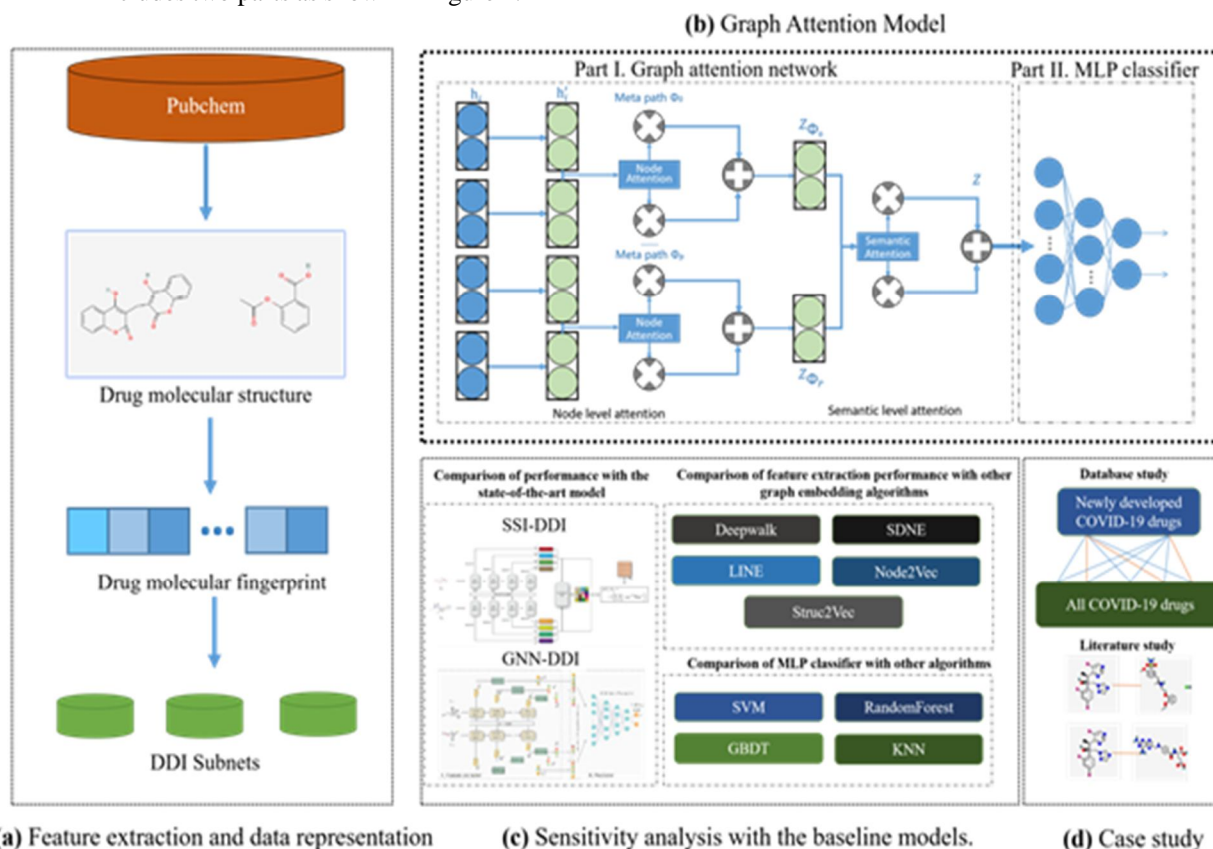 (b) Graph Attention Model
Pubchem
Drug molecular structure
Drug molecular fingerprint
DDI Subnets
(a) Feature extraction and data representation
Part I. Graph attention network
Part II. MLP classifier
Meta path
Node
Attention
Meta path
Node
Attention
Node level attention
Z
Semantic
Attention
Semantic level attention
Comparison of performance with the
state-of-the-art model
SSI-DDI
GNN-DDI
Comparison of feature extraction performance with other
graph embedding algorithms
Deepwalk
SDNE
LINE
Node2Vec
Struc2Vec
Comparison of MLP classifier with other algorithms
SVM
RandomForest
GBDT
KNN
(c) Sensitivity analysis with the baseline models.
Database study
Newly developed
COVID-19 drugs
All COVID-19 drugs
Literature study
(d) Case study